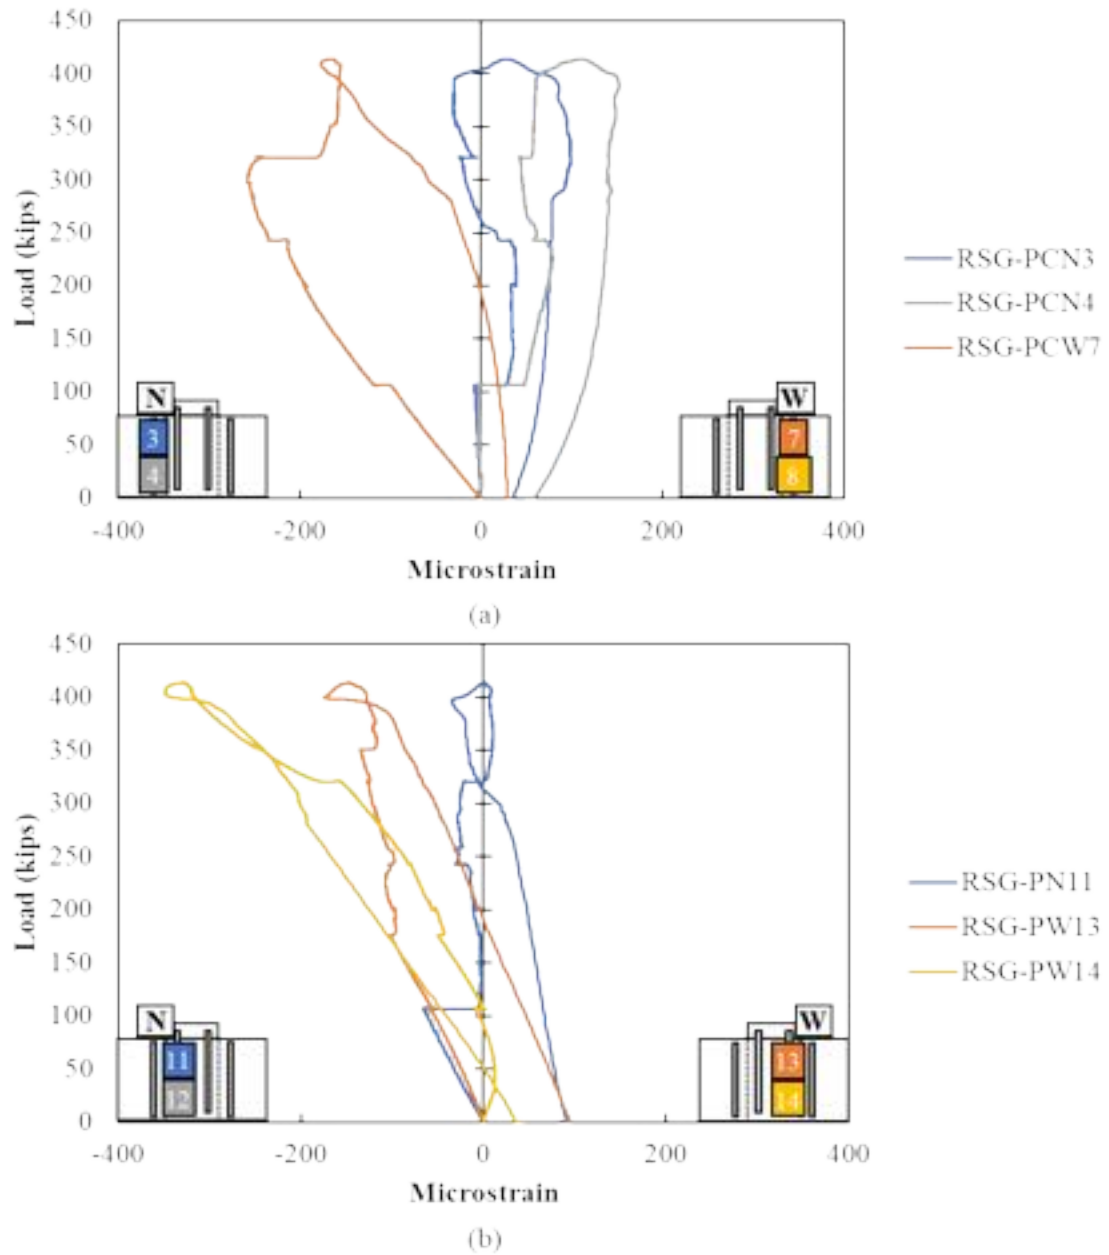 450
400
350
300
250
200
150
100
50
0
Load (kips)
N
3
4
W
7
8
-400
-200
0
200
400
Microstrain
RSG-PCN3
RSG-PCN4
RSG-PCW7
(a)
450
400
350
300
250
200
150
100
50
0
Load (kips)
N
11
12
W
13
14
-400
-200
0
200
400
Microstrain
RSG-PN11
RSG-PW13
RSG-PW14
(b)